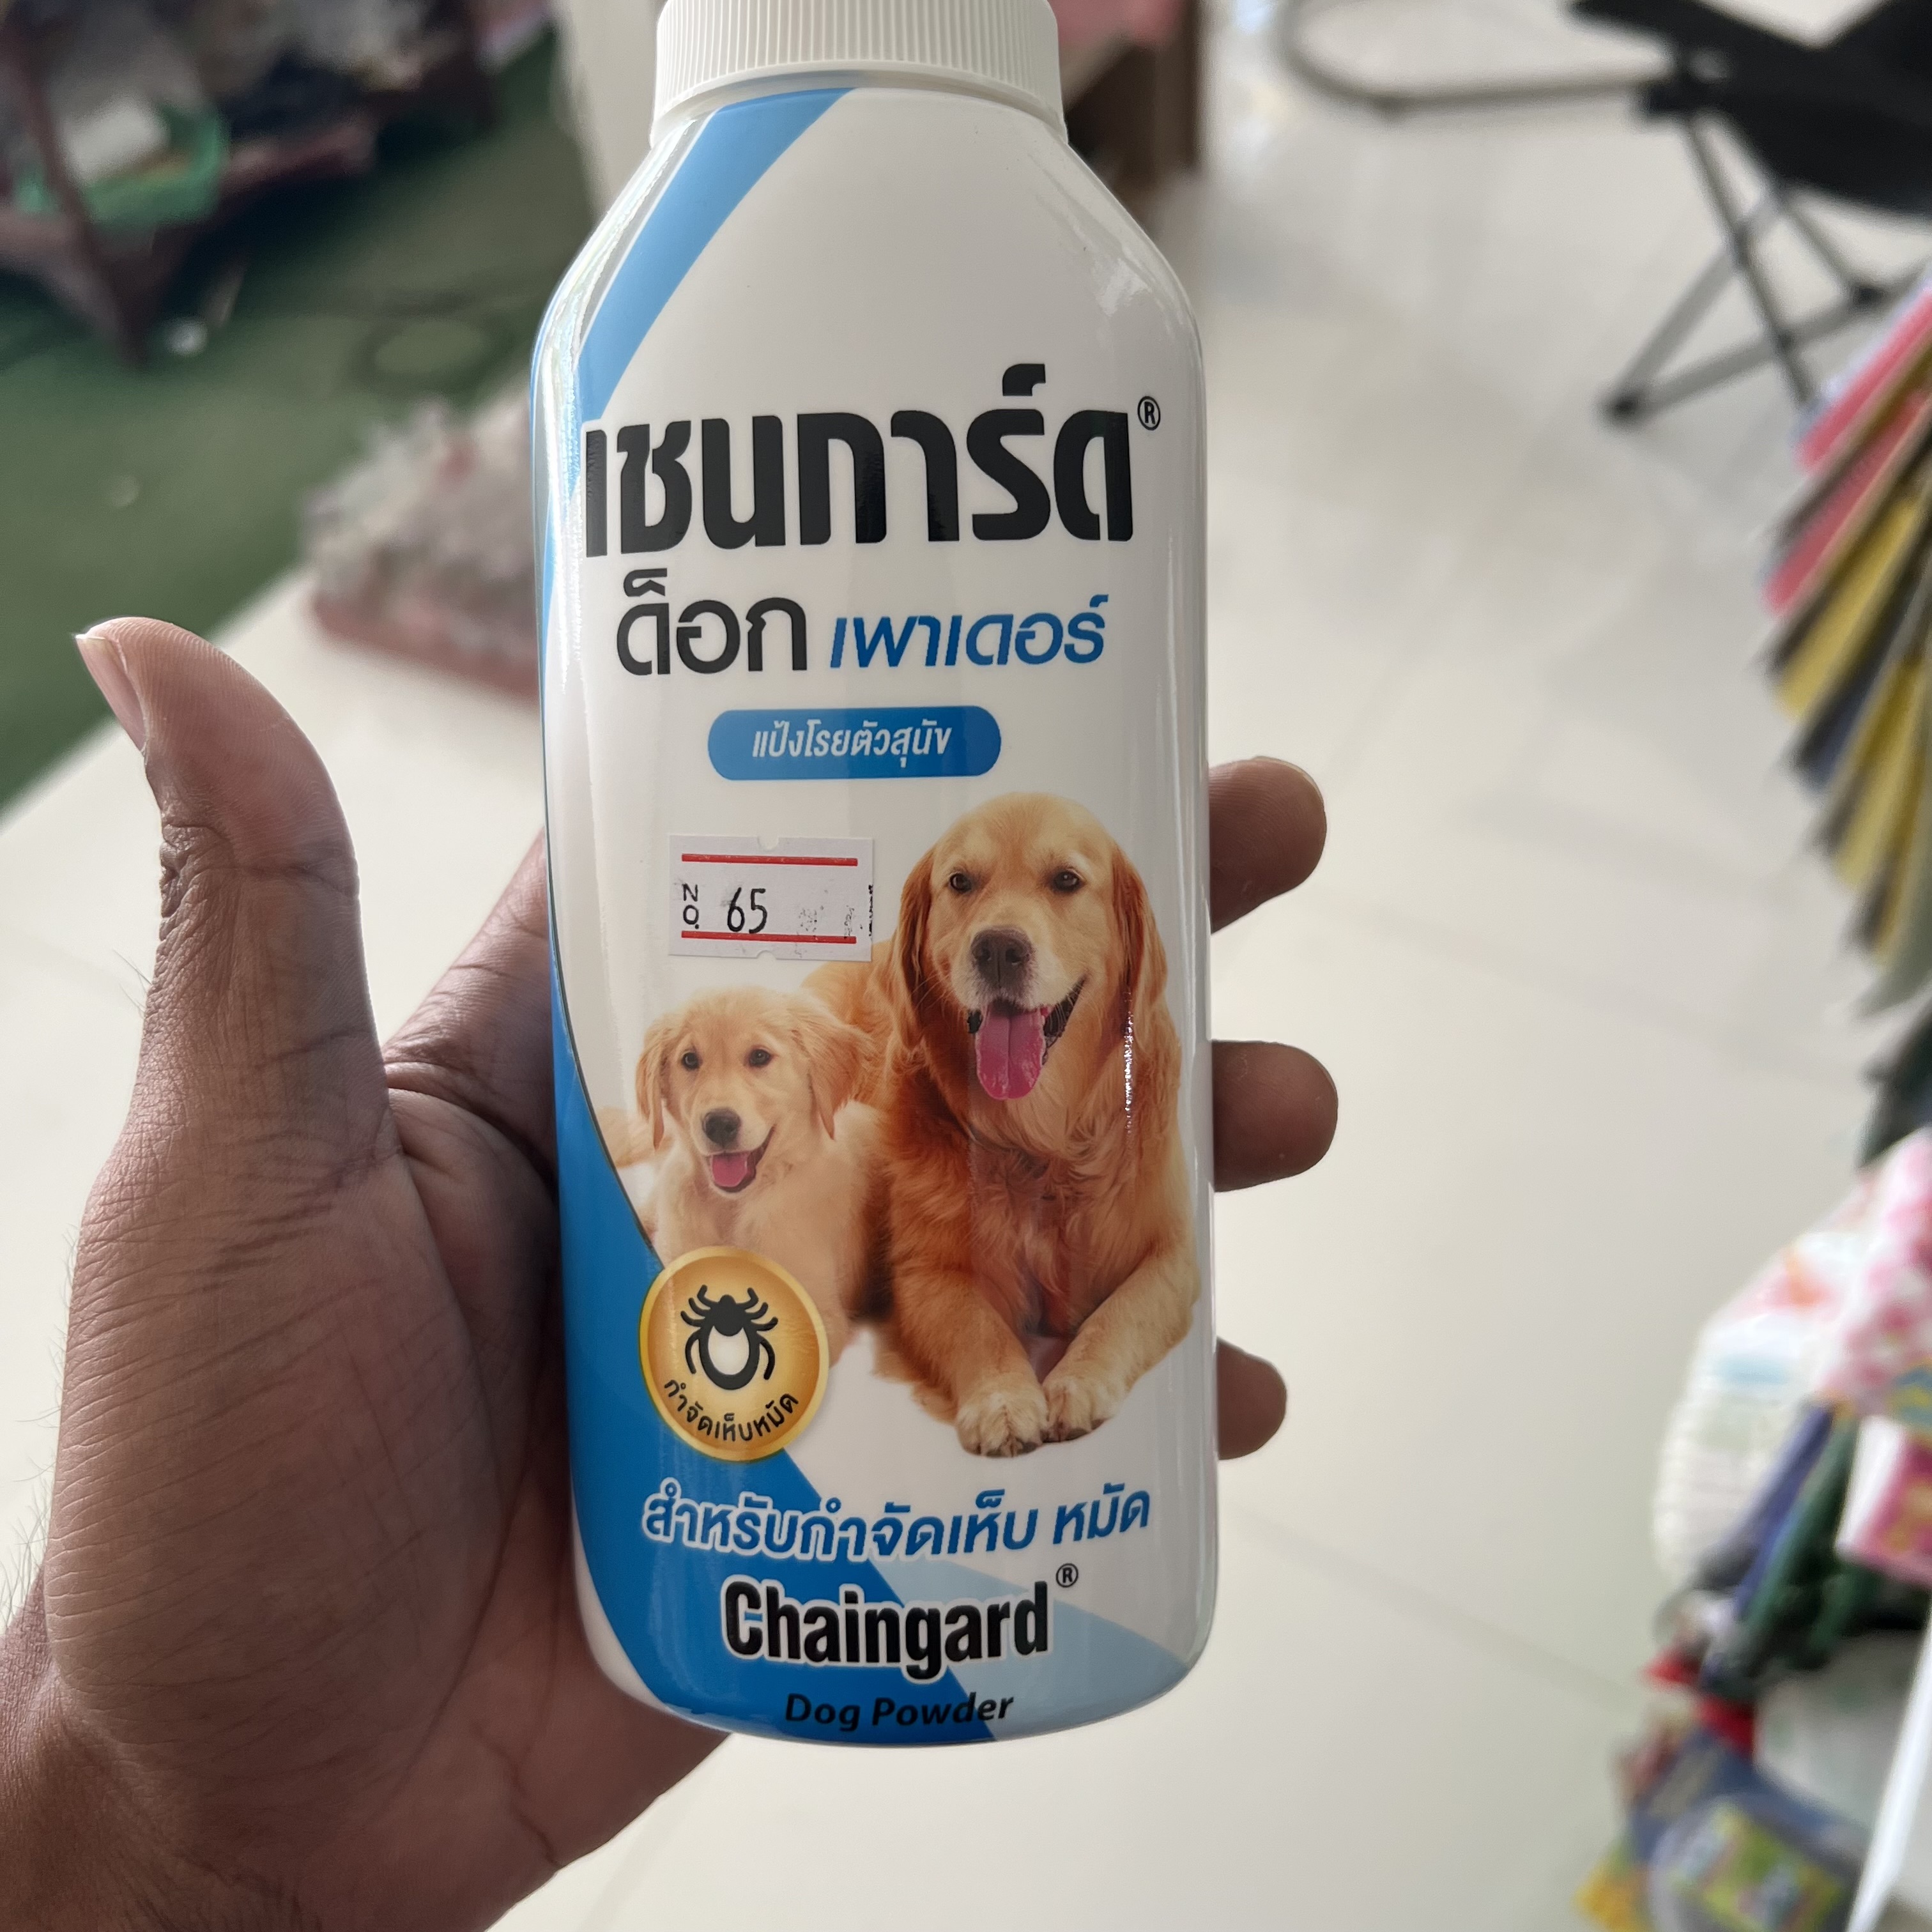 เชนการ์ด®
ด็อก เพาเดอร์
แป้งโรยตัวสุนัข
NO. 65
กำจัดเห็บหมัด
สำหรับกำจัดเห็บ หมัด
Chaingard®
Dog Powder